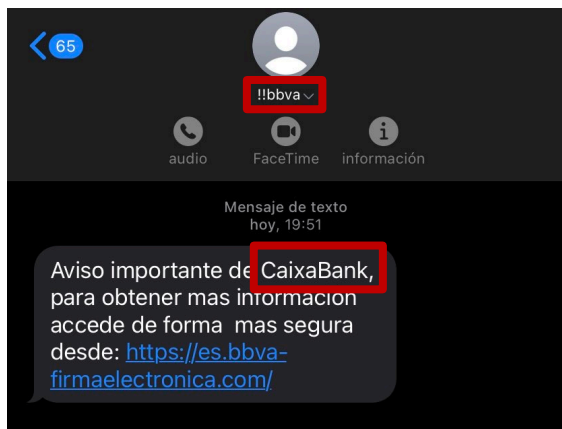 65
!!bbva
audio FaceTime información
Mensaje de texto
hoy, 19:51
Aviso importante de CaixaBank,
para obtener mas información
accede de forma  mas segura
desde: https://es.bbva-
firmaelectronica.com/